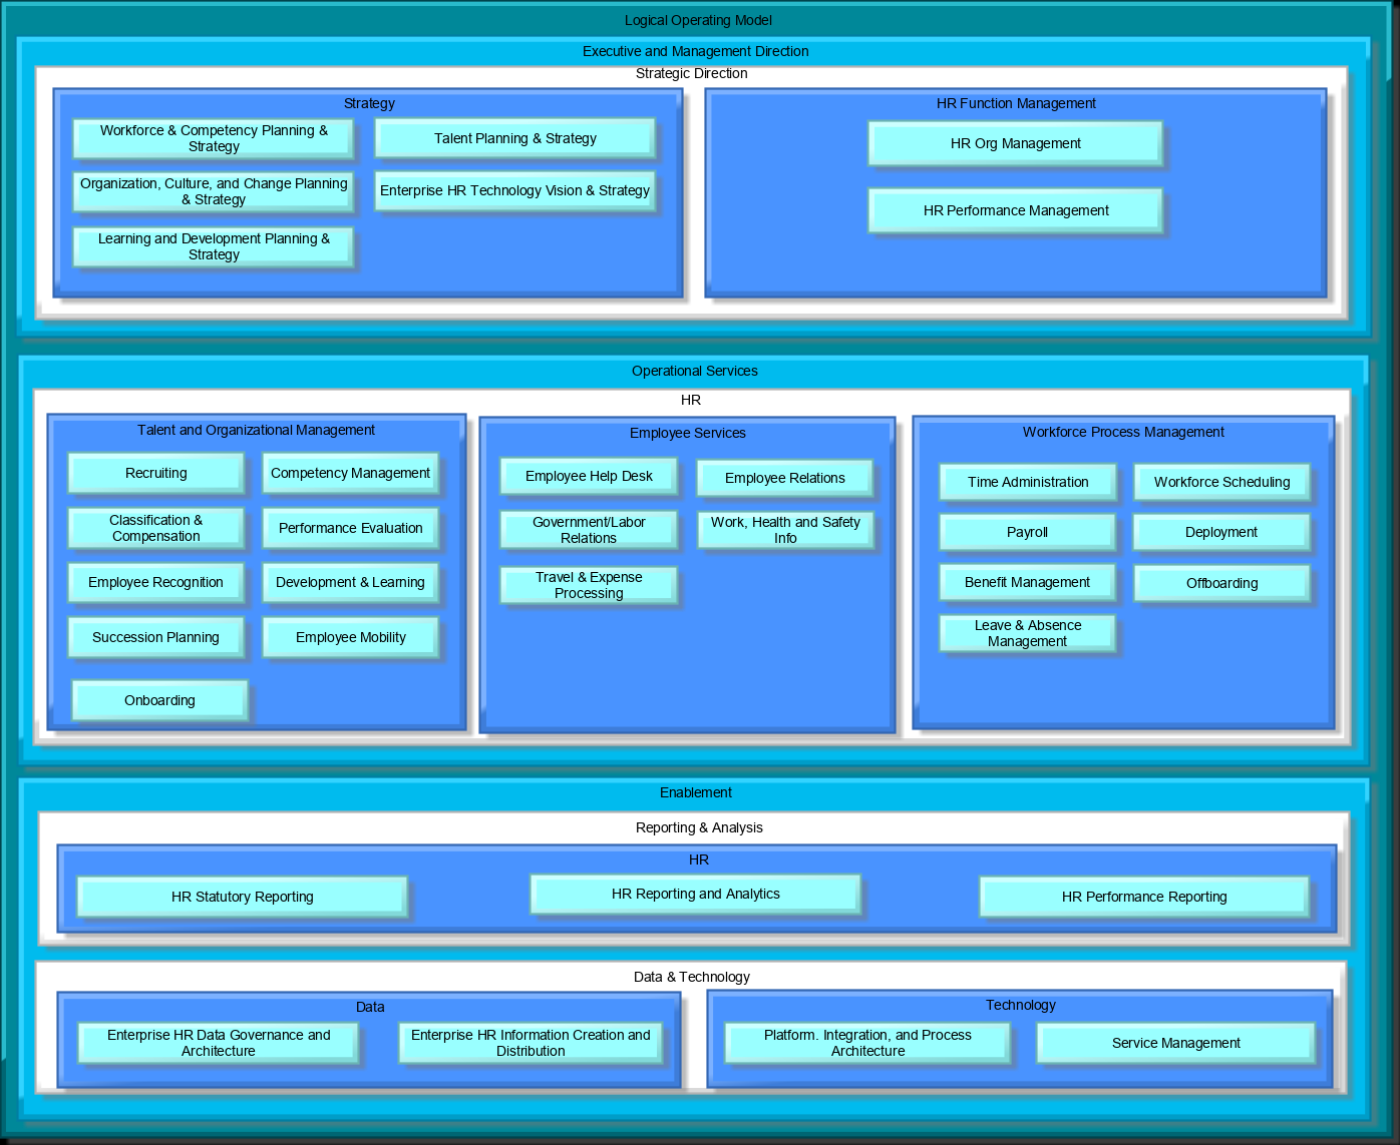 Logical Operating Model
Executive and Management Direction
Strategic Direction
Strategy
Workforce & Competency Planning &
Strategy
Talent Planning & Strategy
Organization, Culture, and Change Planning
& Strategy
Enterprise HR Technology Vision & Strategy
Learning and Development Planning &
Strategy
HR Function Management
HR Org Management
HR Performance Management
Operational Services
HR
Talent and Organizational Management
Recruiting
Competency Management
Classification &
Compensation
Performance Evaluation
Employee Recognition
Development & Learning
Succession Planning
Employee Mobility
Onboarding
Employee Services
Employee Help Desk
Employee Relations
Government/Labor
Relations
Work, Health and Safety
Info
Travel & Expense
Processing
Workforce Process Management
Time Administration
Workforce Scheduling
Payroll
Deployment
Benefit Management
Offboarding
Leave & Absence
Management
Enablement
Reporting & Analysis
HR
HR Statutory Reporting
HR Reporting and Analytics
HR Performance Reporting
Data & Technology
Data
Enterprise HR Data Governance and
Architecture
Enterprise HR Information Creation and
Distribution
Technology
Platform. Integration, and Process
Architecture
Service Management